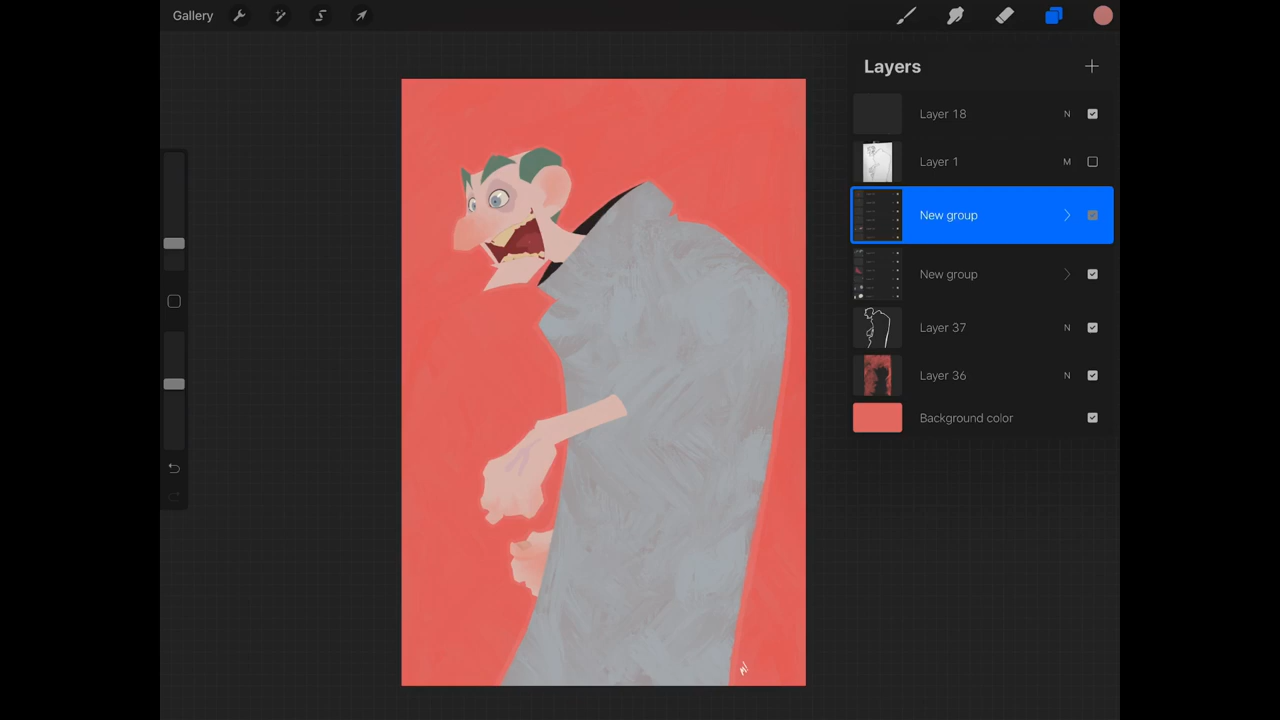 Gallery
Layers
Layer 18 N
Layer 1 M
New group
New group
Layer 37 N
Layer 36 N
Background color